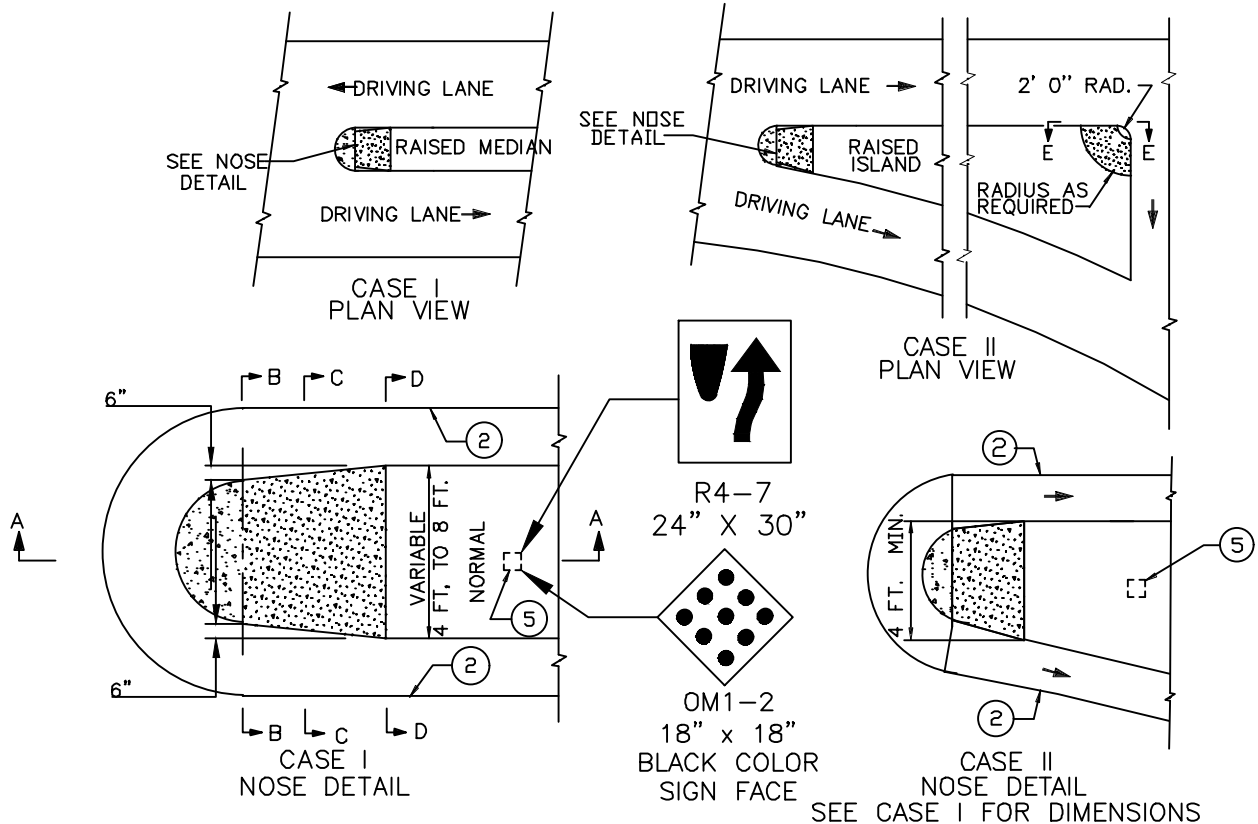 DRIVING LANE
SEE NOSE
DETAIL
RAISED MEDIAN
DRIVING LANE
CASE I
PLAN VIEW
DRIVING LANE
2' 0" RAD.
SEE NOSE
DETAIL
RAISED
ISLAND
E
E
RADIUS AS
REQUIRED
DRIVING LANE
CASE II
PLAN VIEW
B
C
D
6"
2
A
A
VARIABLE
4 FT, TO 8 FT.
NORMAL
5
2
6"
B
C
D
CASE I
NOSE DETAIL
R4-7
24" X 30"
OM1-2
18" x 18"
BLACK COLOR
SIGN FACE
2
4 FT. MIN.
5
2
CASE II
NOSE DETAIL
SEE CASE I FOR DIMENSIONS